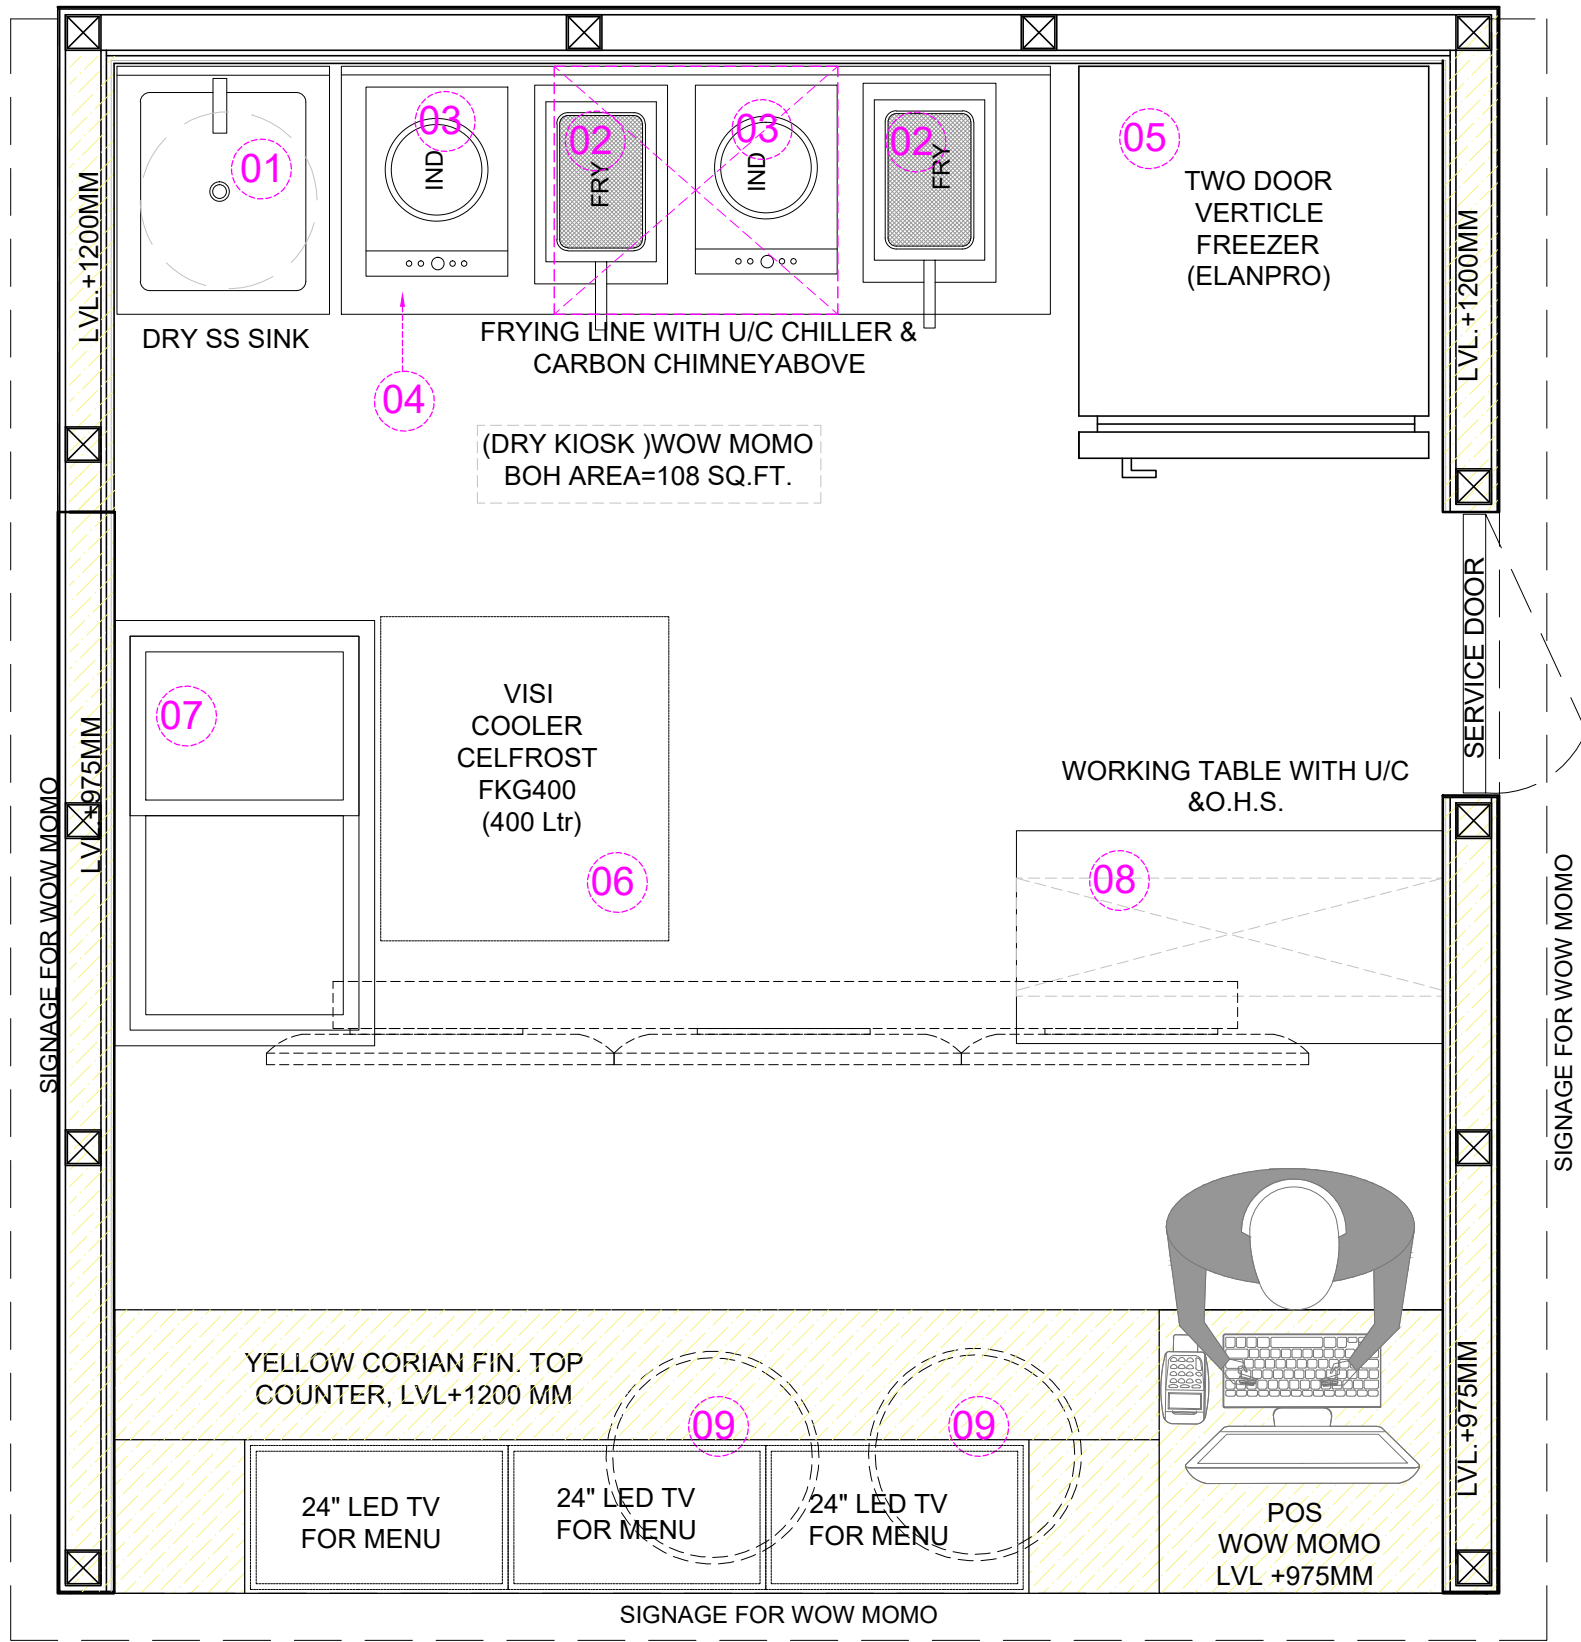 03
03
02
02
01
05
IND
FRY
IND
FRY
TWO DOOR
VERTICLE
FREEZER
(ELANPRO)
LVL.+1200MM
LVL.+1200MM
DRY SS SINK
FRYING LINE WITH U/C CHILLER &
CARBON CHIMNEYABOVE
04
(DRY KIOSK )WOW MOMO
BOH AREA=108 SQ.FT.
SERVICE DOOR
07
VISI
COOLER
CELFROST
FKG400
(400 Ltr)
06
LVL.+975MM
SIGNAGE FOR WOW MOMO
WORKING TABLE WITH U/C
&O.H.S.
08
SIGNAGE FOR WOW MOMO
YELLOW CORIAN FIN. TOP
COUNTER, LVL+1200 MM
09
09
LVL.+975MM
24" LED TV
FOR MENU
24" LED TV
FOR MENU
24" LED TV
FOR MENU
POS
WOW MOMO
LVL +975MM
SIGNAGE FOR WOW MOMO